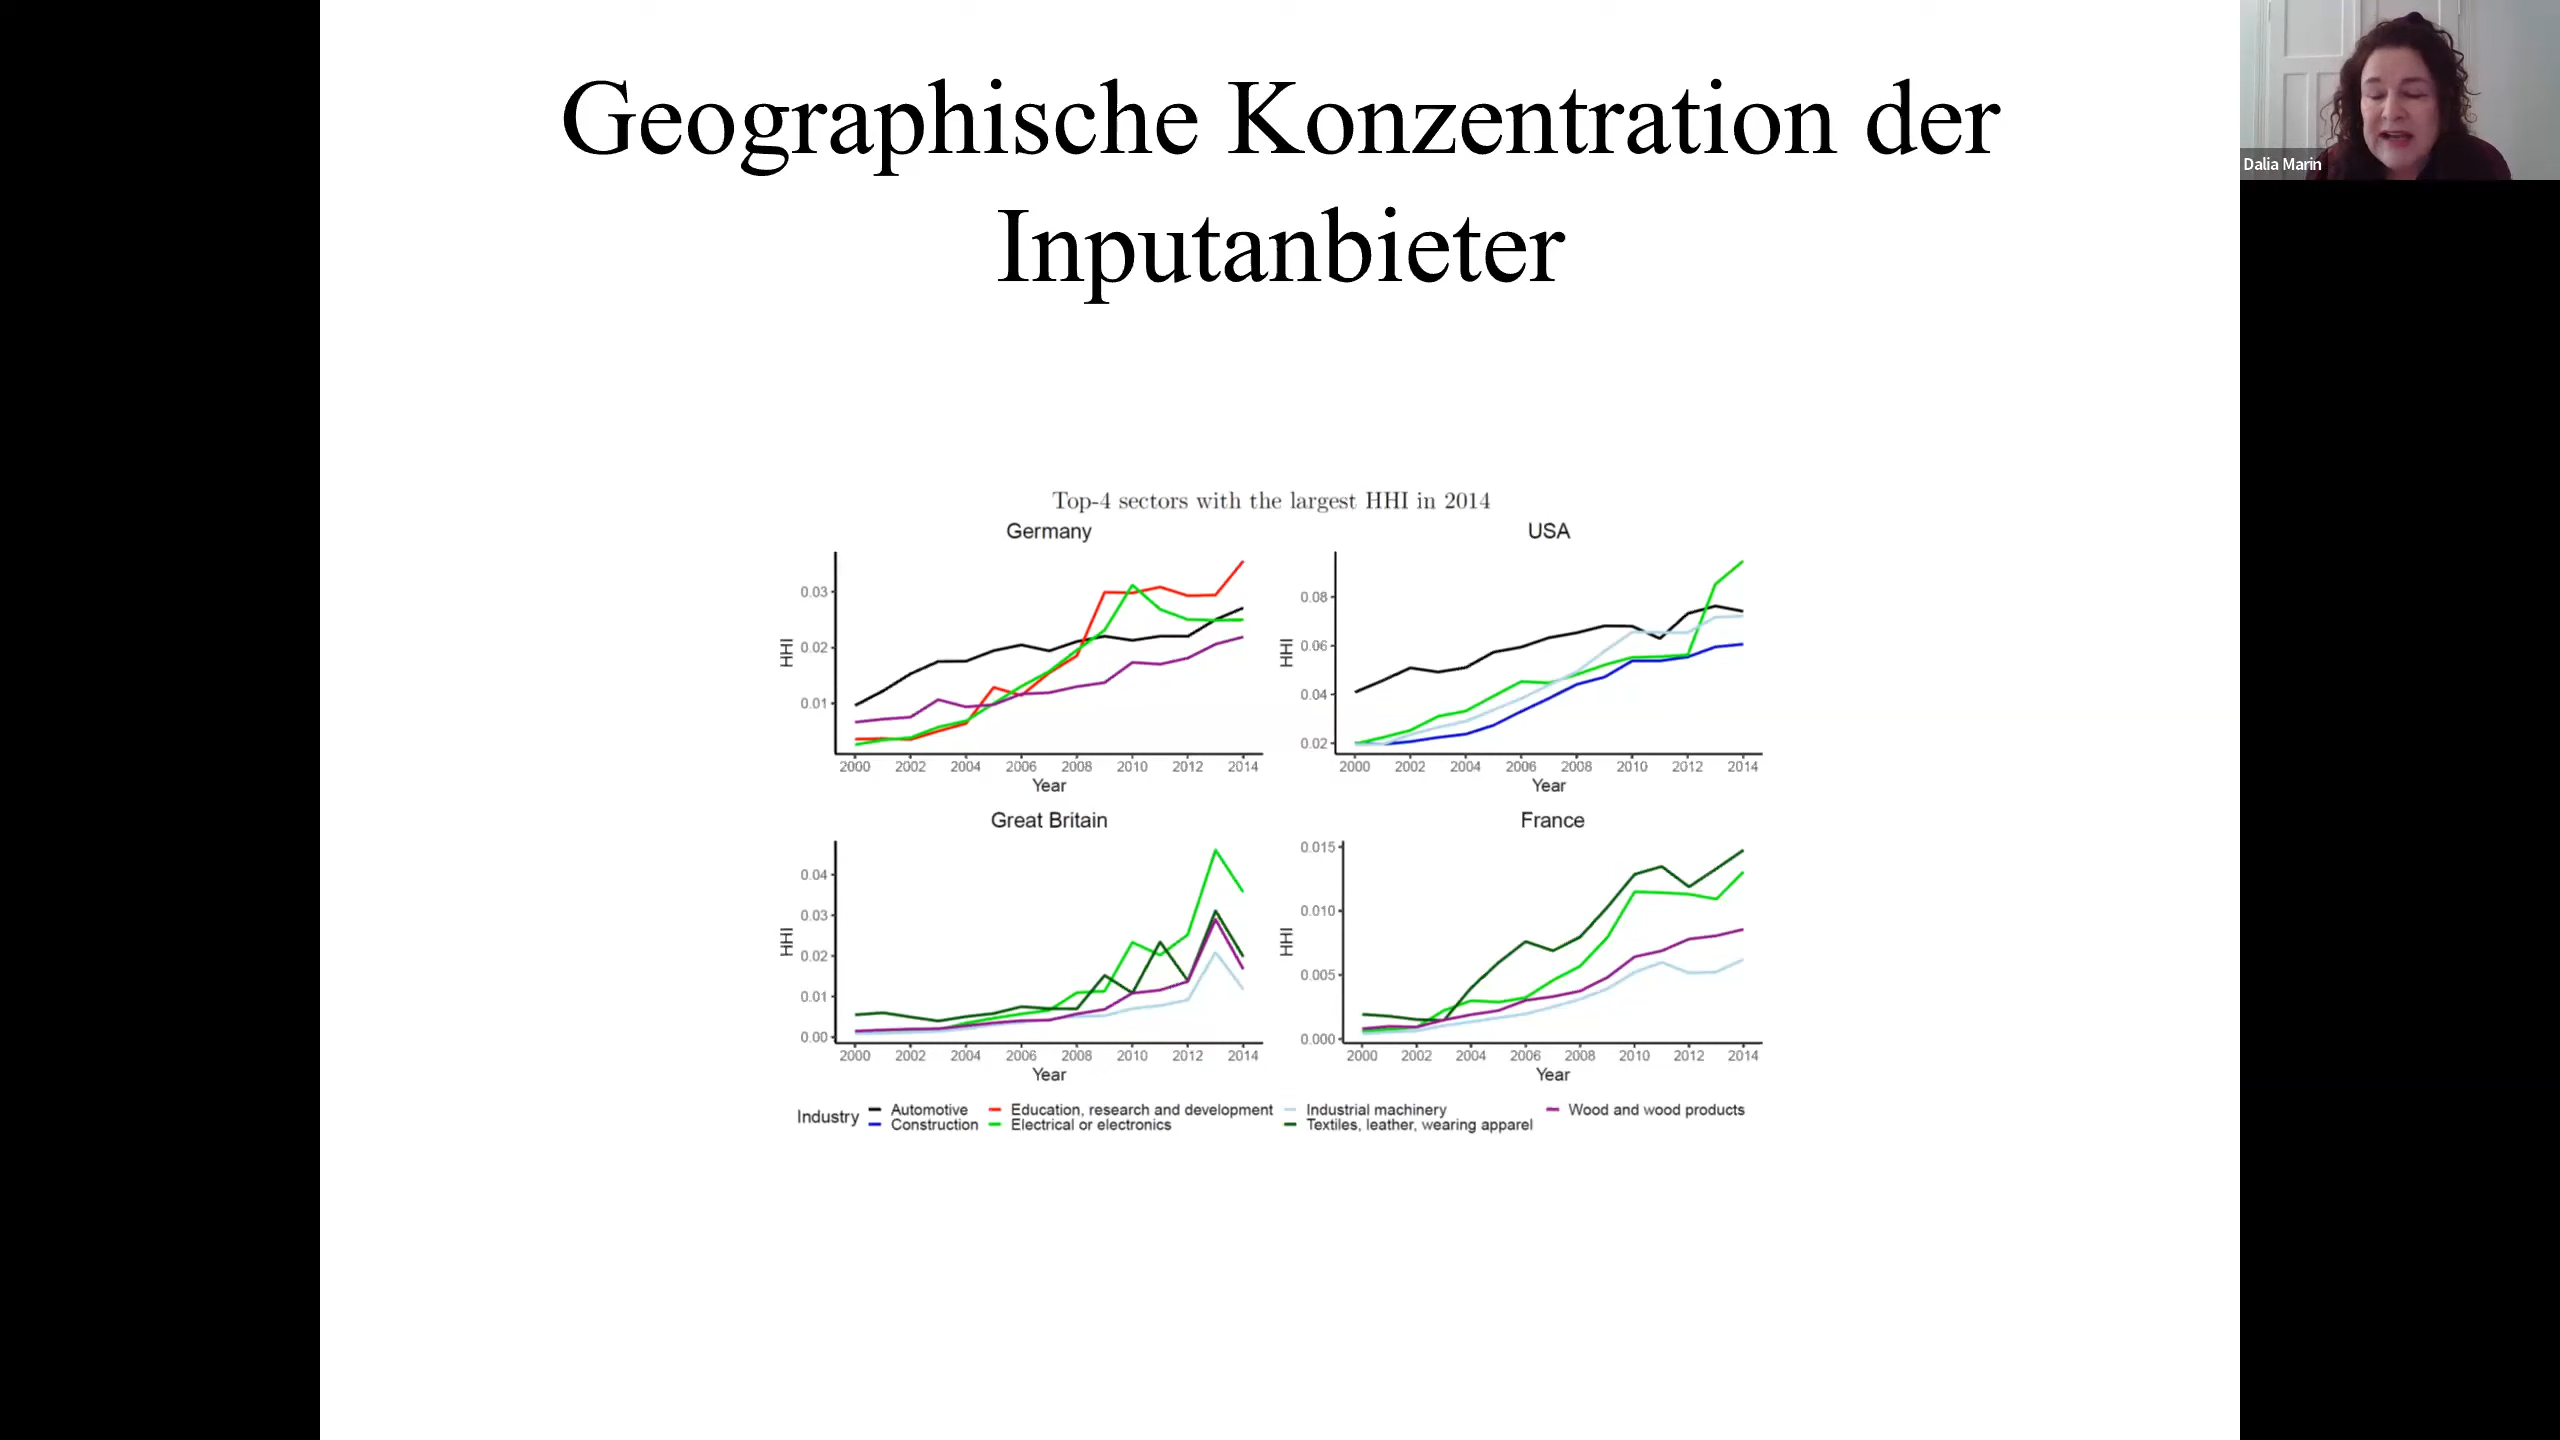 Geographische Konzentration der
Inputanbieter
Dalia Marin
Top-4 sectors with the largest HHI in 2014
Germany
HHI
0.03
0.02
0.01
2000 2002 2004 2006 2008 2010 2012 2014
Year
USA
HHI
0.08
0.06
0.04
0.02
2000 2002 2004 2006 2008 2010 2012 2014
Year
Great Britain
HHI
0.04
0.03
0.02
0.01
0.00
2000 2002 2004 2006 2008 2010 2012 2014
Year
France
HHI
0.015
0.010
0.005
0.000
2000 2002 2004 2006 2008 2010 2012 2014
Year
Industry
Automotive Education, research and development Industrial machinery Wood and wood products
Construction Electrical or electronics Textiles, leather, wearing apparel